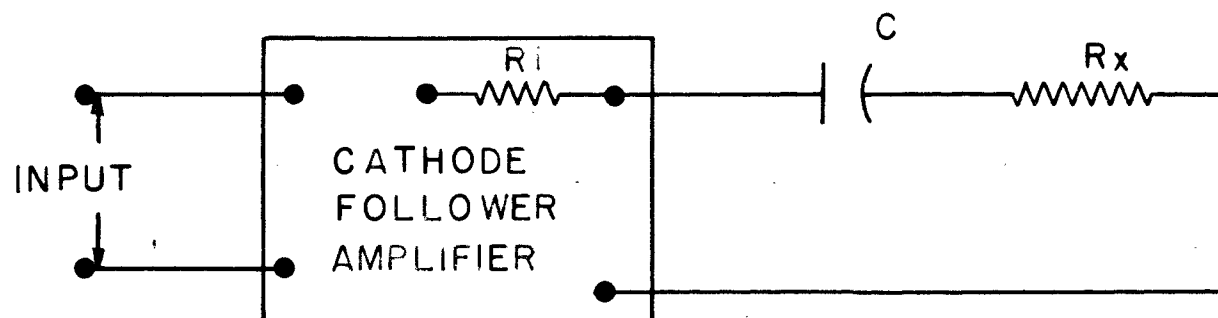 C
Ri
Rx
INPUT
CATHODE
FOLLOWER
AMPLIFIER